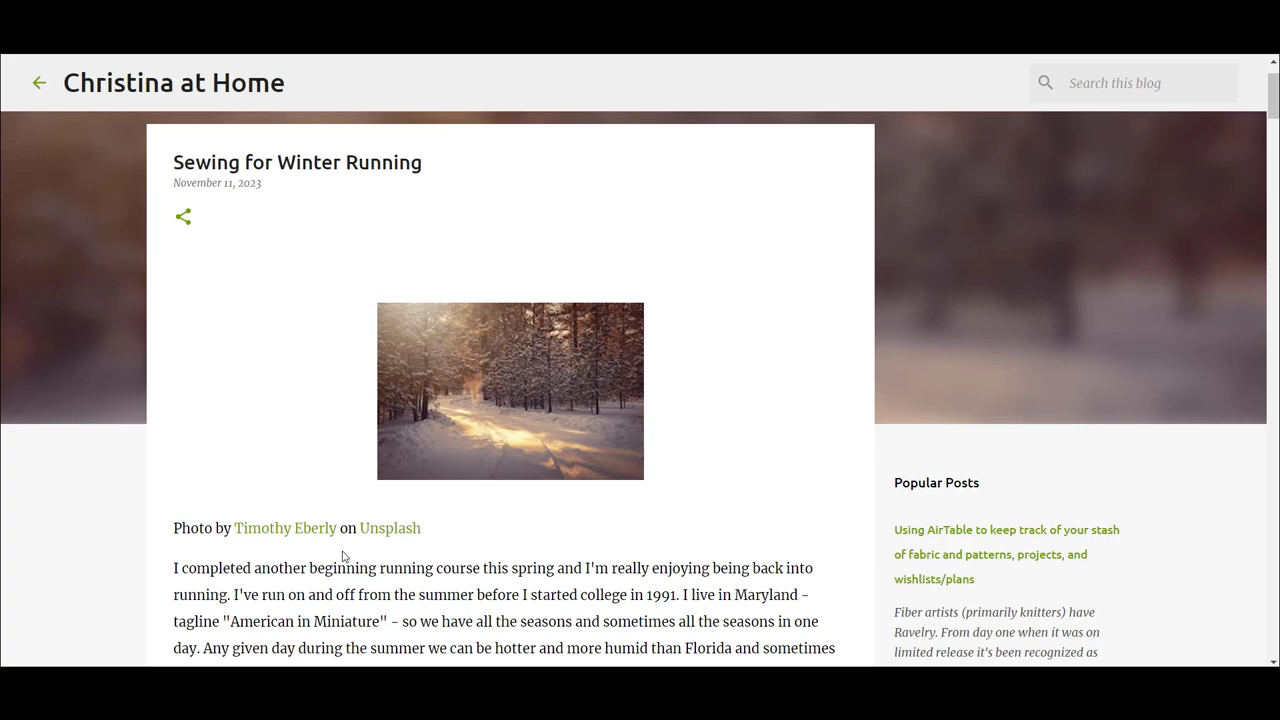 Christina at Home
Search this blog
Sewing for Winter Running
November 11, 2023
Photo by Timothy Eberly on Unsplash
I completed another beginning running course this spring and I'm really enjoying being back into
running. I've run on and off from the summer before I started college in 1991. I live in Maryland -
tagline "American in Miniature" - so we have all the seasons and sometimes all the seasons in one
day. Any given day during the summer we can be hotter and more humid than Florida and sometimes
Popular Posts
Using AirTable to keep track of your stash
of fabric and patterns, projects, and
wishlists/plans
Fiber artists (primarily knitters) have
Ravelry. From day one when it was on
limited release it's been recognized as